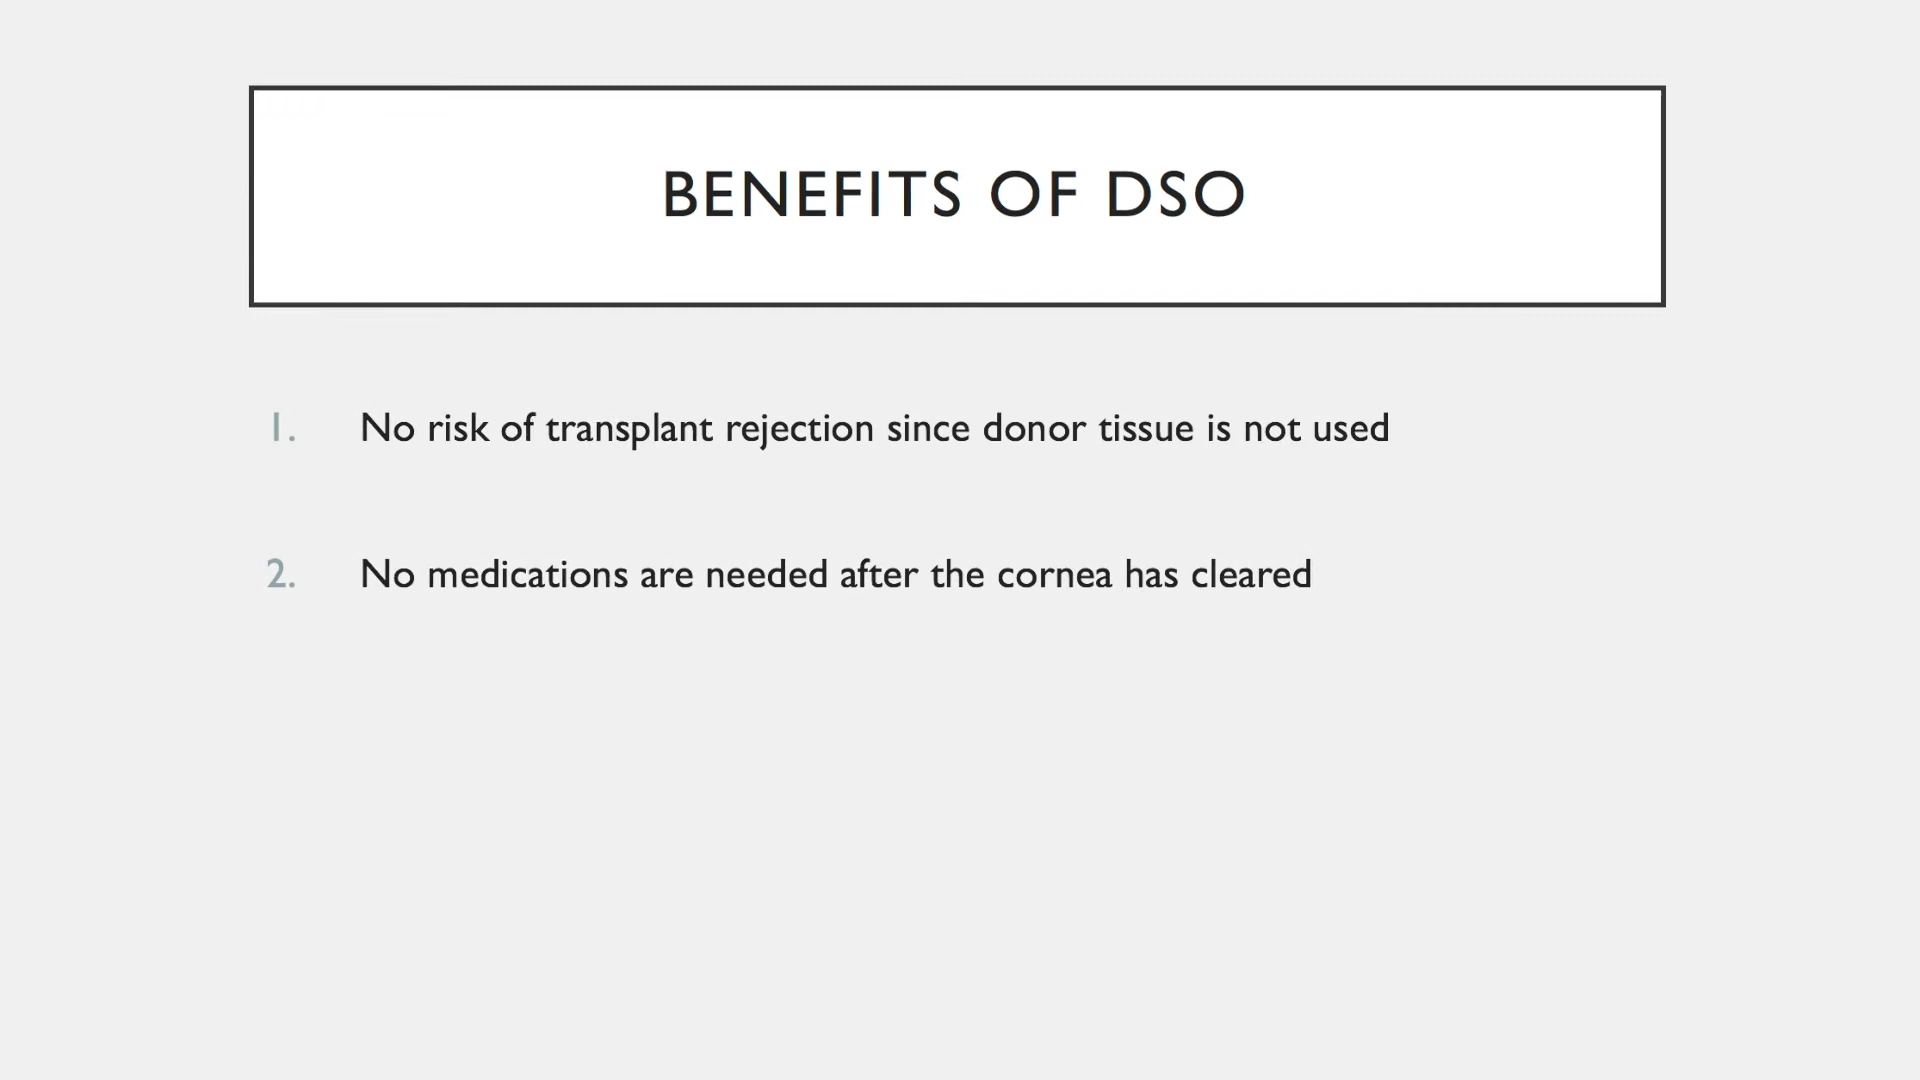 BENEFITS OF DSO
1. No risk of transplant rejection since donor tissue is not used
2. No medications are needed after the cornea has cleared